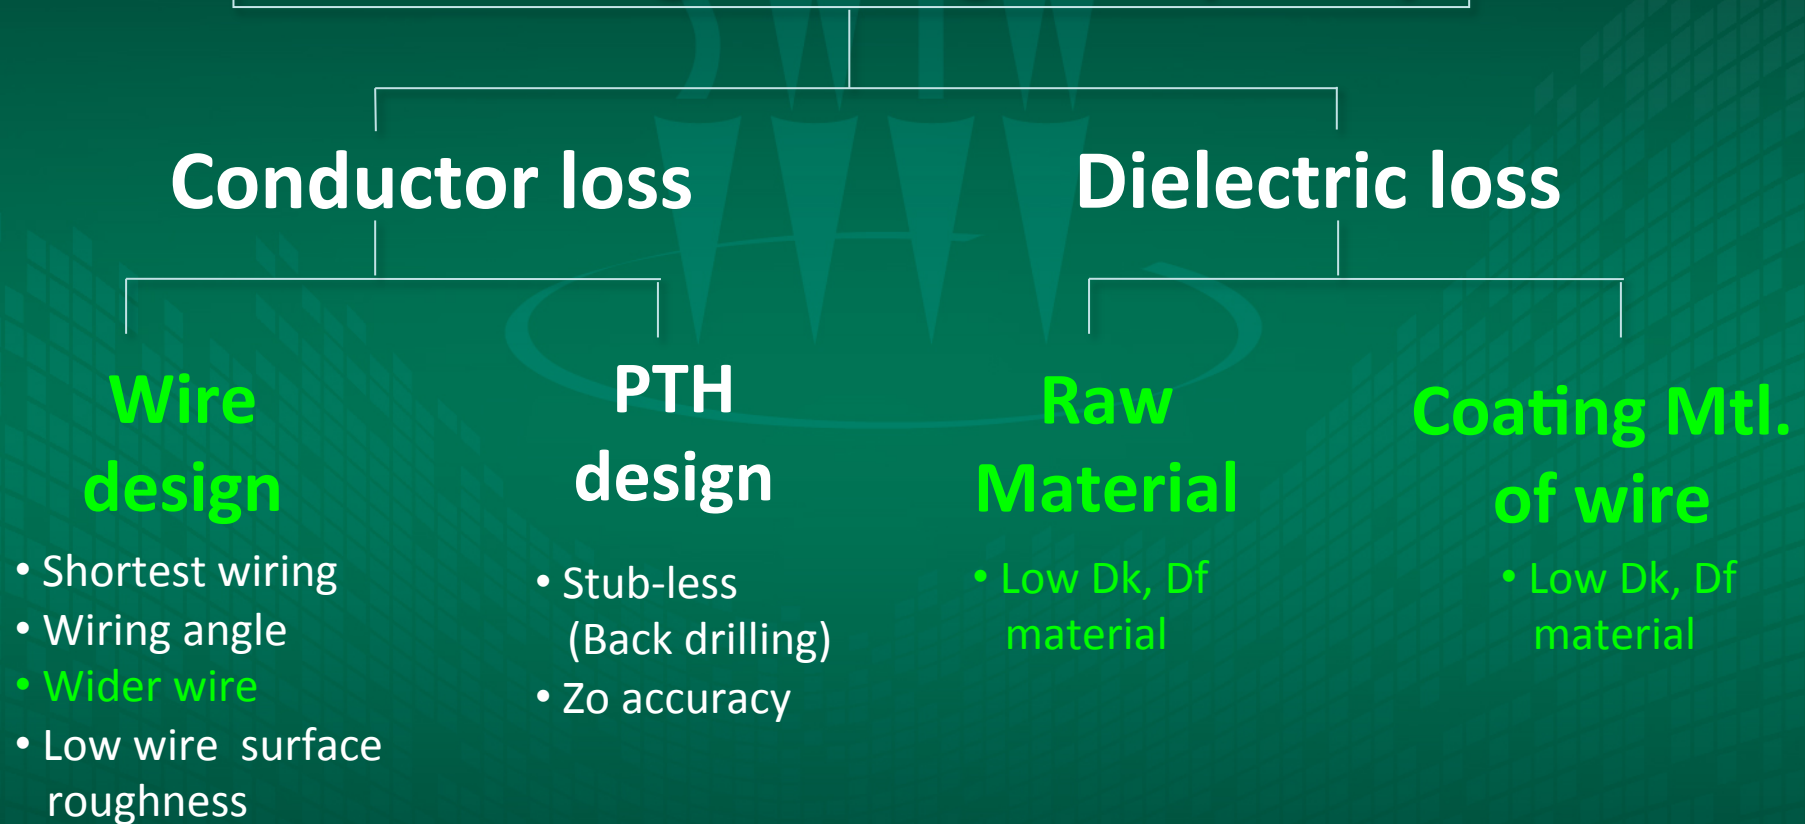 Conductor loss
Dielectric loss
Wire
design
• Shortest wiring
• Wiring angle
• Wider wire
• Low wire  surface
roughness
PTH
design
• Stub-less
(Back drilling)
• Zo accuracy
Raw
Material
• Low Dk, Df
material
Coating Mtl.
of wire
• Low Dk, Df
material